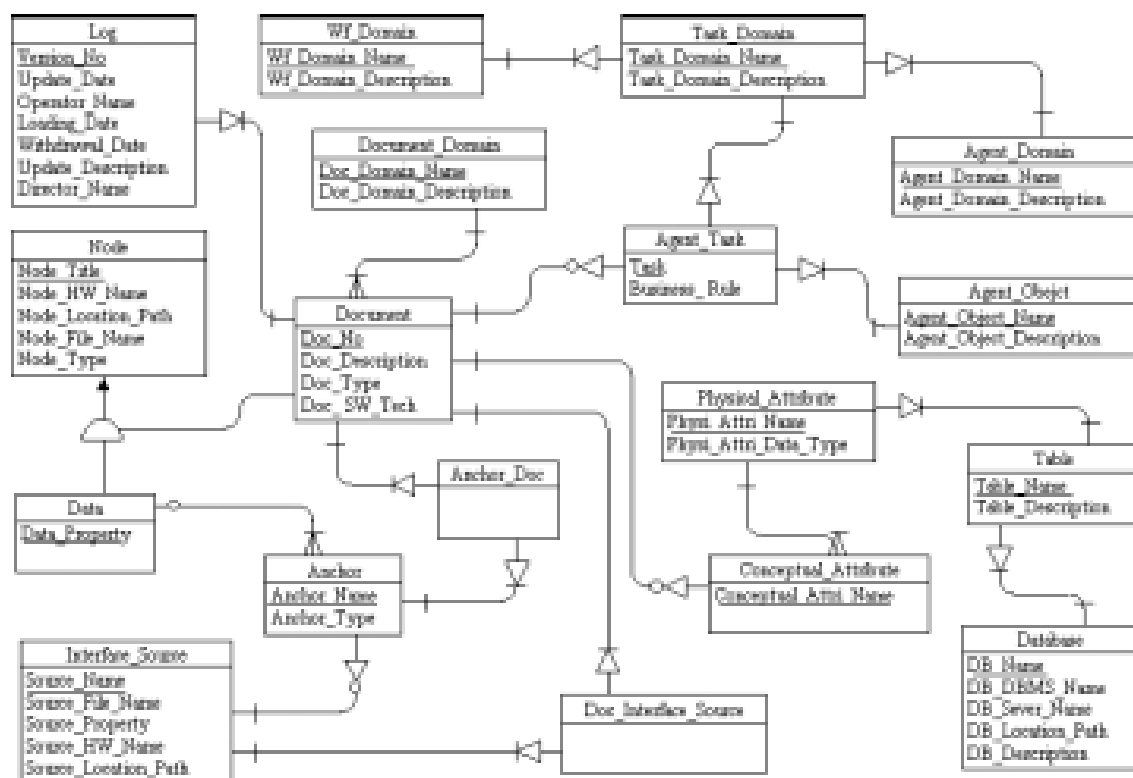 Log
Version_No
Update_Date
Operator_Name
Loading_Date
Withdrawal_Date
Update_Description
Director_Name
Wf_Domain
Wf_Domain_Name
Wf_Domain_Description
Task_Domain
Task_Domain_Name
Task_Domain_Description
Document_Domain
Doc_Domain_Name
Doc_Domain_Description
Agent_Domain
Agent_Domain_Name
Agent_Domain_Description
Node
Node_Title
Node_HW_Name
Node_Location_Path
Node_File_Name
Node_Type
Agent_Task
Task
Business_Rule
Agent_Obejct
Agent_Object_Name
Agent_Object_Description
Document
Doc_No
Doc_Description
Doc_Type
Doc_SW_Tech
Physical_Attribute
Physi_Attri_Name
Physi_Attri_Data_Type
Table
Table_Name
Table_Description
Anchor_Doc
Data
Data_Property
Anchor
Anchor_Name
Anchor_Type
Conceptual_Attribute
Conceptual_Attri_Name
Interface_Source
Source_Name
Source_File_Name
Source_Property
Source_HW_Name
Source_Location_Path
Doc_Interface_Source
Database
DB_Name
DB_DBMS_Name
DB_Sever_Name
DB_Location_Path
DB_Description